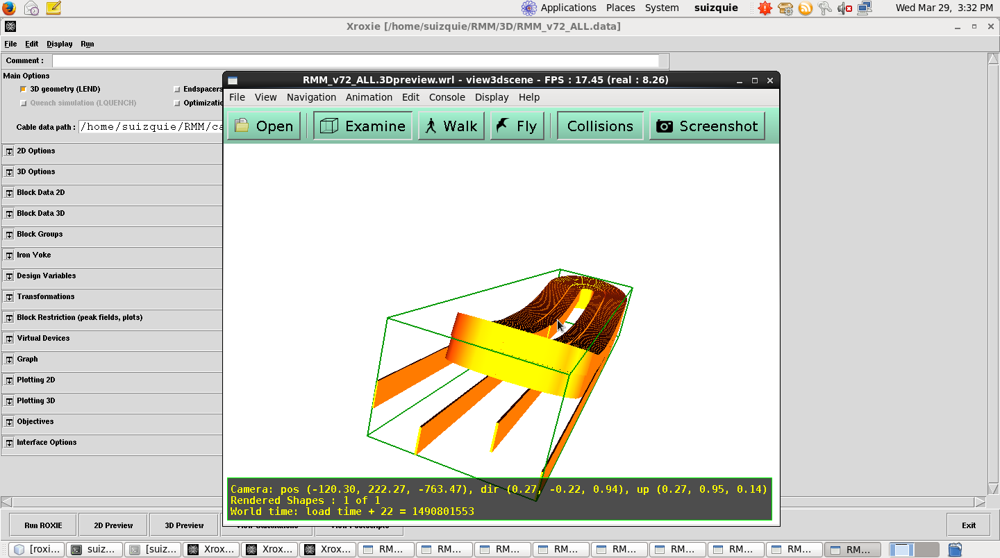 Applications Places System suizquie Wed Mar 29, 3:32 PM
Xroxie [/home/suizquie/RMM/3D/RMM_v72_ALL.data]
File Edit Display Run
Comment :
Main Options
3D geometry (LEND) Endspacers
Quench simulation (LQUENCH) Optimizatio
Cable data path : /home/suizquie/RMM/ca
2D Options
3D Options
Block Data 2D
Block Data 3D
Block Groups
Iron Yoke
Design Variables
Transformations
Block Restriction (peak fields, plots)
Virtual Devices
Graph
Plotting 2D
Plotting 3D
Objectives
Interface Options
RMM_v72_ALL.3Dpreview.wrl - view3dscene - FPS : 17.45 (real : 8.26)
File View Navigation Animation Edit Console Display Help
Open Examine Walk Fly Collisions Screenshot
Camera: pos (-120.30, 222.27, -763.47), dir (0.27, -0.22, 0.94), up (0.27, 0.95, 0.14)
Rendered Shapes : 1 of 1
World time: load time + 22 = 1490801553
Run ROXIE 2D Preview 3D Preview Exit
[roxi... suiz... [suiz... Xrox... Xrox... Xrox... RM... RM... RM... RM... RM... RM... RM... RM... RM...